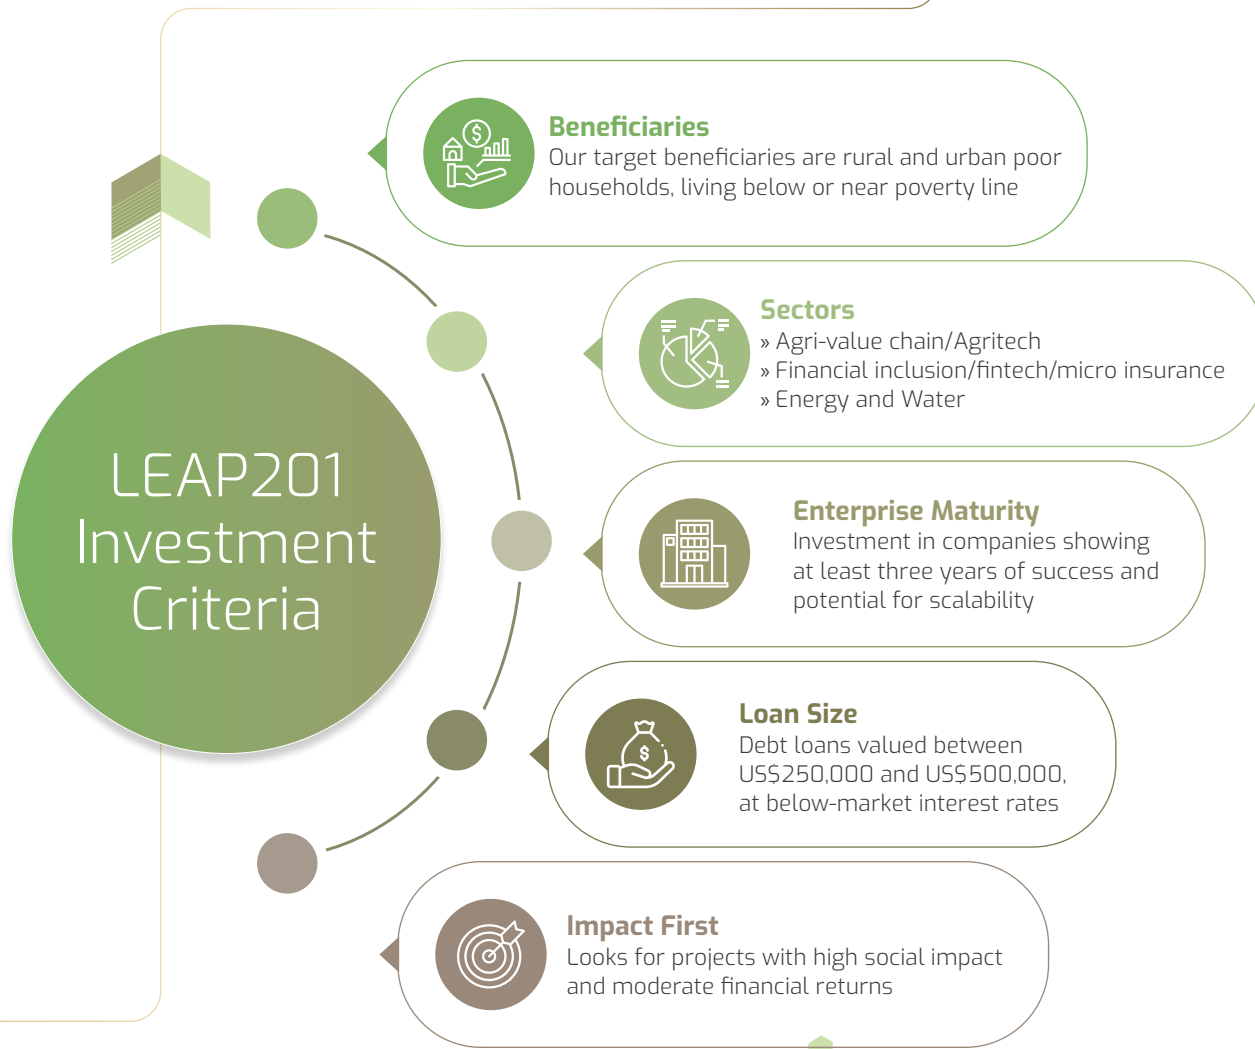 LEAP201
Investment
Criteria
Beneficiaries
Our target beneficiaries are rural and urban poor
households, living below or near poverty line
Sectors
» Agri-value chain/Agritech
» Financial inclusion/fintech/micro insurance
» Energy and Water
Enterprise Maturity
Investment in companies showing
at least three years of success and
potential for scalability
Loan Size
Debt loans valued between
US$250,000 and US$500,000,
at below-market interest rates
Impact First
Looks for projects with high social impact
and moderate financial returns